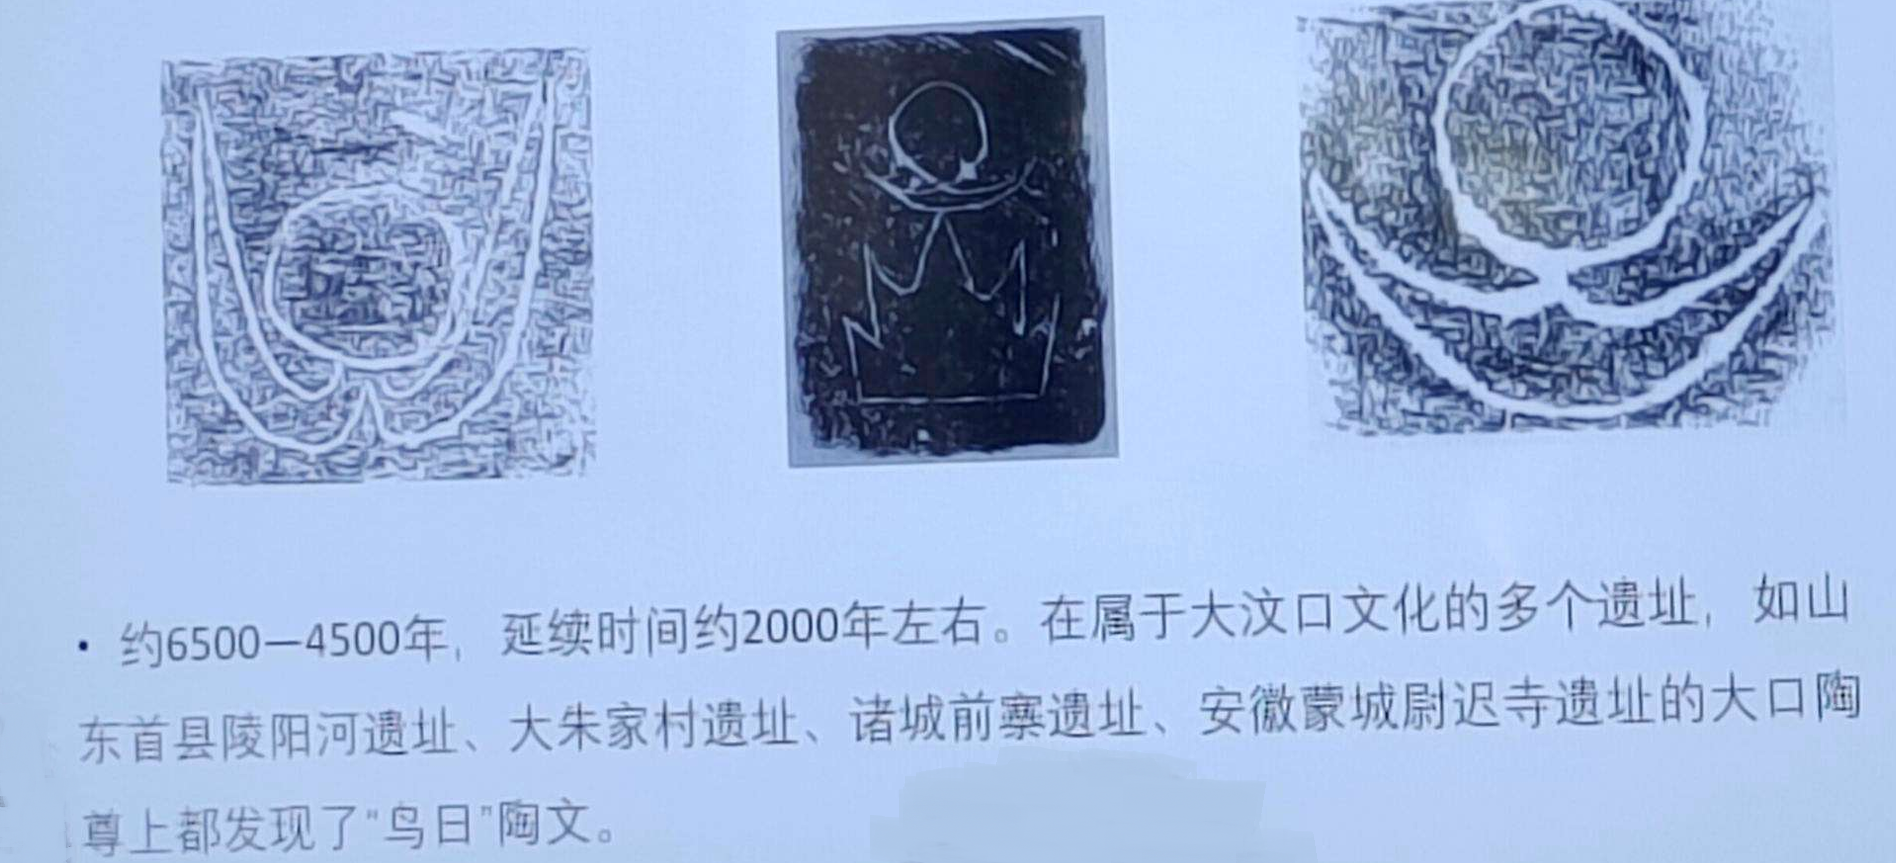 • 约6500—4500年，延续时间约2000年左右。在属于大汶口文化的多个遗址，如山
东首县陵阳河遗址、大朱家村遗址、诸城前寨遗址、安徽蒙城尉迟寺遗址的大口陶
尊上都发现了“鸟日”陶文。